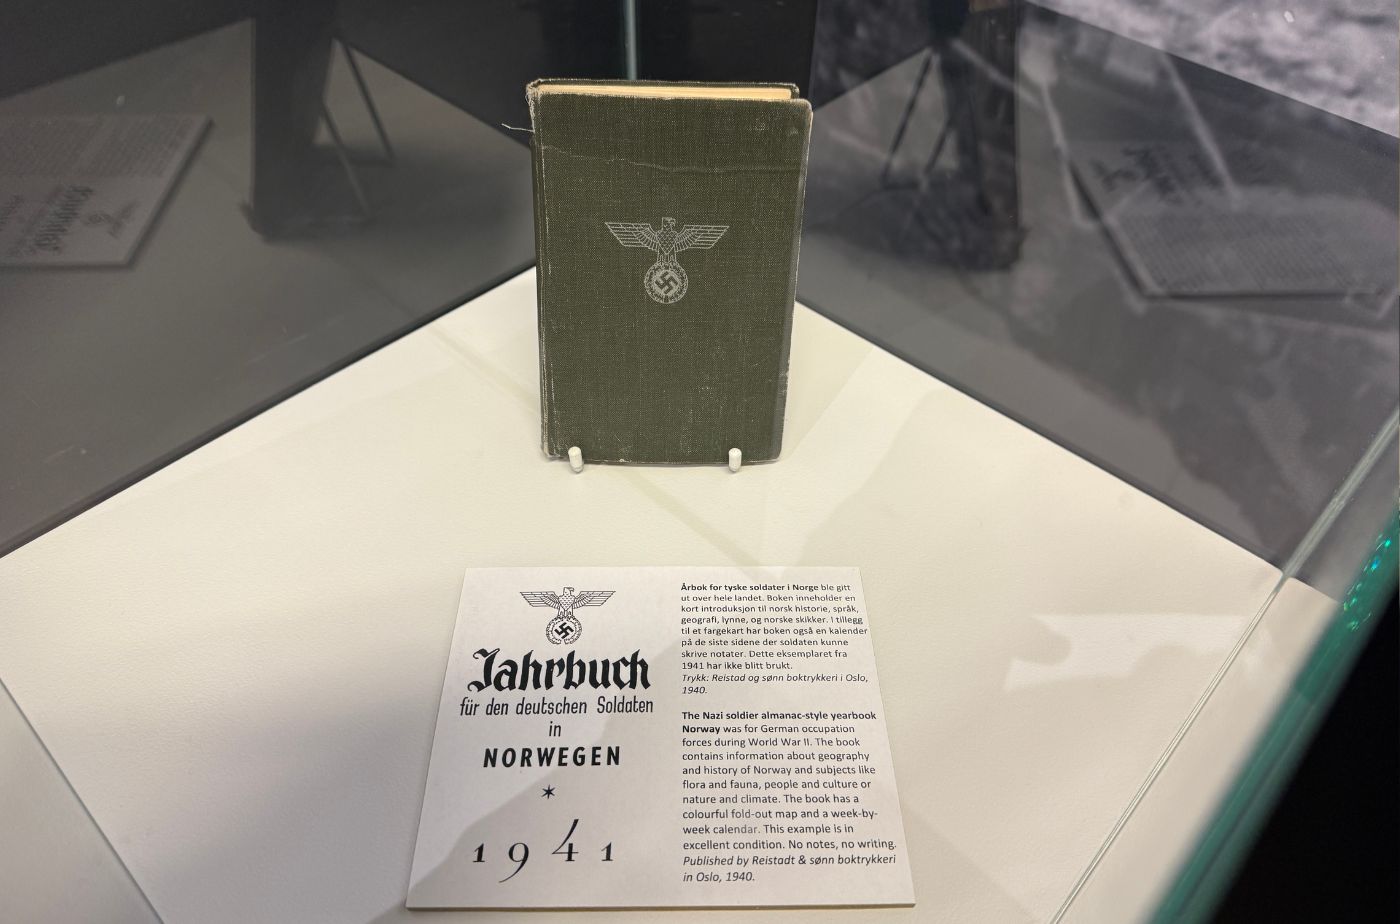 Jahrbuch
für den deutschen Soldaten
in
NORWEGEN
1941
Årbok for tyske soldater i Norge ble gitt
ut over hele landet. Boken inneholder en
kort introduksjon til norsk historie, språk,
geografi, lynne, og norske skikker. I tillegg
til et fargekart har boken også en kalender
på de siste sidene der soldaten kunne
skrive notater. Dette eksemplaret fra
1941 har ikke blitt brukt.
Trykk: Reistad og sønn boktrykkeri i Oslo,
1940.
The Nazi soldier almanac-style yearbook
Norway was for German occupation
forces during World War II. The book
contains information about geography
and history of Norway and subjects like
flora and fauna, people and culture or
nature and climate. The book has a
colourful fold-out map and a week-by-
week calendar. This example is in
excellent condition. No notes, no writing.
Published by Reistadt & sønn boktrykkeri
in Oslo, 1940.